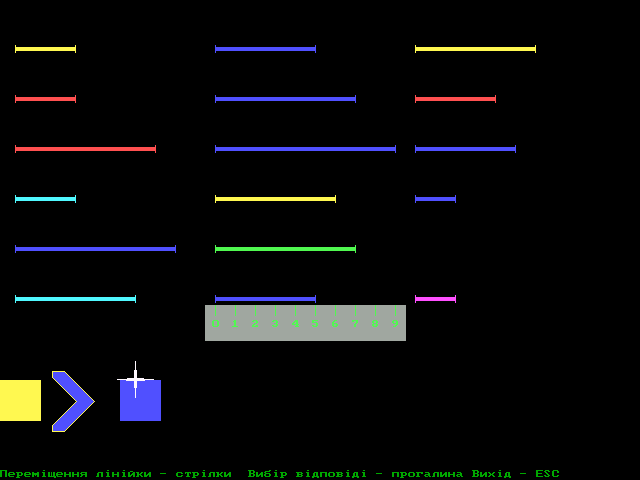 0 1 2 3 4 5 6 7 8 9
Переміщення лінійки - стрілки  Вибір відповіді - прогалина Вихід - ESC